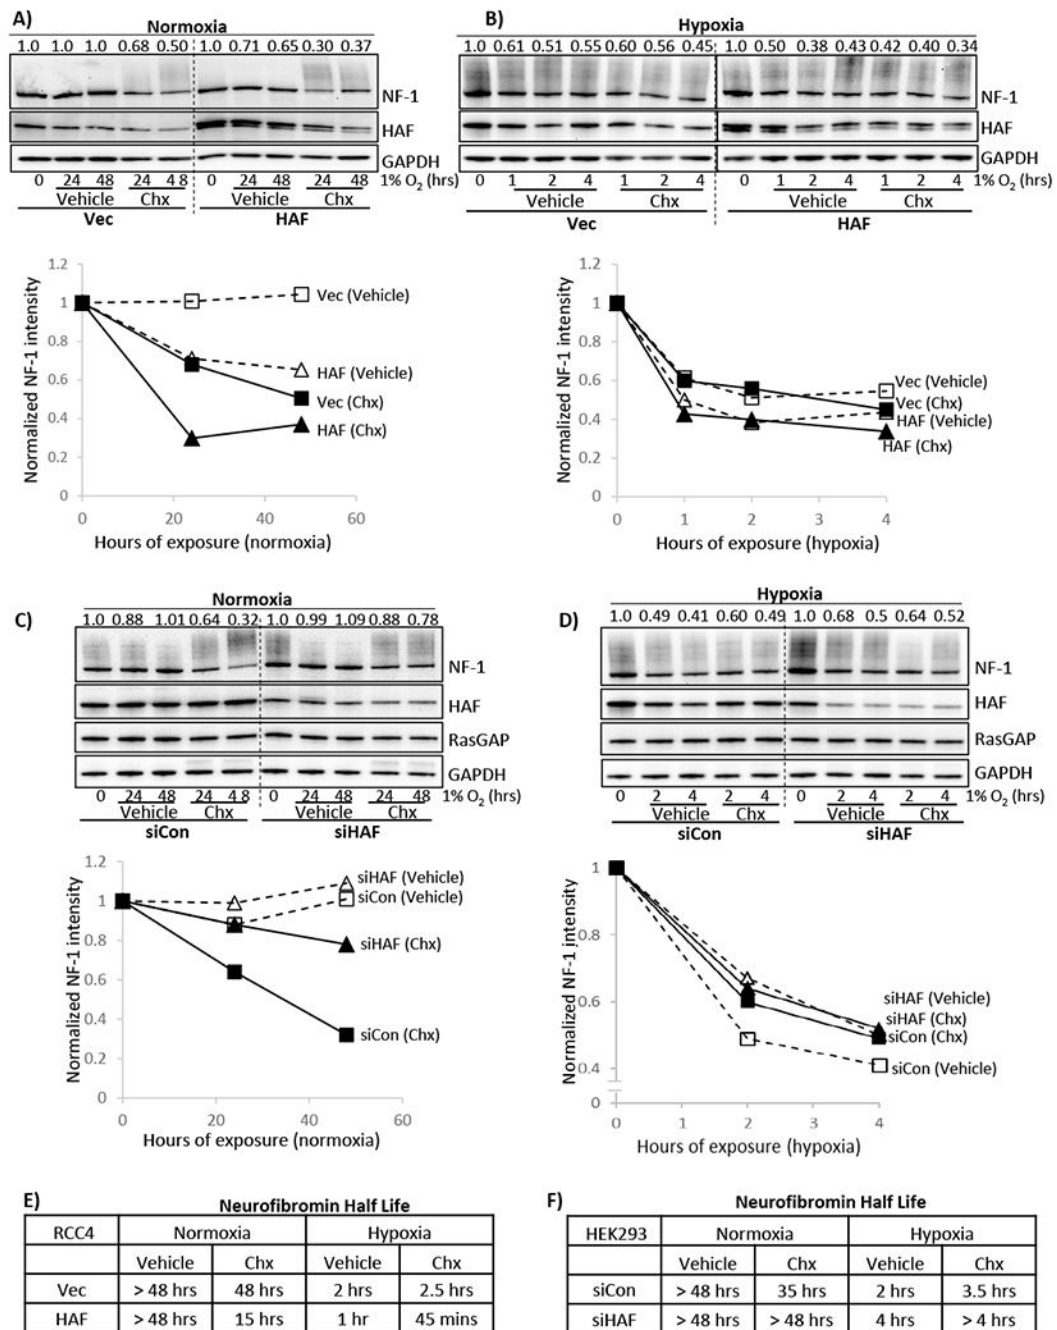 A)
Normoxia
1.0 1.0 1.0 0.68 0.50 1.0 0.71 0.65 0.30 0.37
NF-1
HAF
GAPDH
0 24 48 24 48 0 24 48 24 48 1% O2 (hrs)
Vehicle Chx Vehicle Chx
Vec HAF
B)
Hypoxia
1.0 0.61 0.51 0.55 0.60 0.56 0.45 1.0 0.50 0.38 0.43 0.42 0.40 0.34
NF-1
HAF
GAPDH
0 1 2 4 1 2 4 0 1 2 4 1 2 4 1% O2 (hrs)
Vehicle Chx Vehicle Chx
Vec HAF
Normalized NF-1 intensity
1.2
1
0.8
0.6
0.4
0.2
0
Vec (Vehicle)
HAF (Vehicle)
Vec (Chx)
HAF (Chx)
0 20 40 60
Hours of exposure (normoxia)
Normalized NF-1 intensity
1.2
1
0.8
0.6
0.4
0.2
0
Vec (Vehicle)
Vec (Chx)
HAF (Vehicle)
HAF (Chx)
0 1 2 3 4
Hours of exposure (hypoxia)
C)
Normoxia
1.0 0.88 1.01 0.64 0.32 1.0 0.99 1.09 0.88 0.78
NF-1
HAF
RasGAP
GAPDH
0 24 48 24 48 0 24 48 24 48 1% O2 (hrs)
Vehicle Chx Vehicle Chx
siCon siHAF
D)
Hypoxia
1.0 0.49 0.41 0.60 0.49 1.0 0.68 0.5 0.64 0.52
NF-1
HAF
RasGAP
GAPDH
0 2 4 2 4 0 2 4 2 4 1% O2 (hrs)
Vehicle Chx Vehicle Chx
siCon siHAF
Normalized NF-1 intensity
1.2
1
0.8
0.6
0.4
0.2
0
siHAF (Vehicle)
siCon (Vehicle)
siHAF (Chx)
siCon (Chx)
0 20 40 60
Hours of exposure (normoxia)
Normalized NF-1 intensity
1
0.8
0.6
0.4
0
siHAF (Vehicle)
siHAF (Chx)
siCon (Chx)
siCon (Vehicle)
0 1 2 3 4
Hours of exposure (hypoxia)
E)
Neurofibromin Half Life
RCC4 Normoxia Hypoxia
Vehicle Chx Vehicle Chx
Vec > 48 hrs 48 hrs 2 hrs 2.5 hrs
HAF > 48 hrs 15 hrs 1 hr 45 mins
F)
Neurofibromin Half Life
HEK293 Normoxia Hypoxia
Vehicle Chx Vehicle Chx
siCon > 48 hrs 35 hrs 2 hrs 3.5 hrs
siHAF > 48 hrs > 48 hrs 4 hrs > 4 hrs